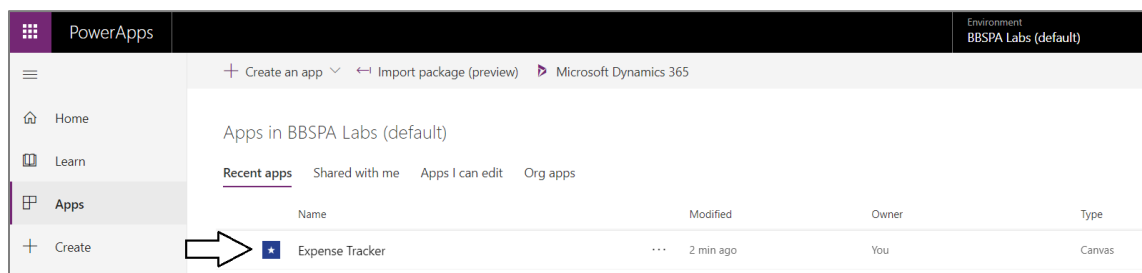 PowerApps
Environment
BBSPA Labs (default)
Create an app Import package (preview) Microsoft Dynamics 365
Home
Learn
Apps
Create
Apps in BBSPA Labs (default)
Recent apps Shared with me Apps I can edit Org apps
Name Modified Owner Type
Expense Tracker ... 2 min ago You Canvas